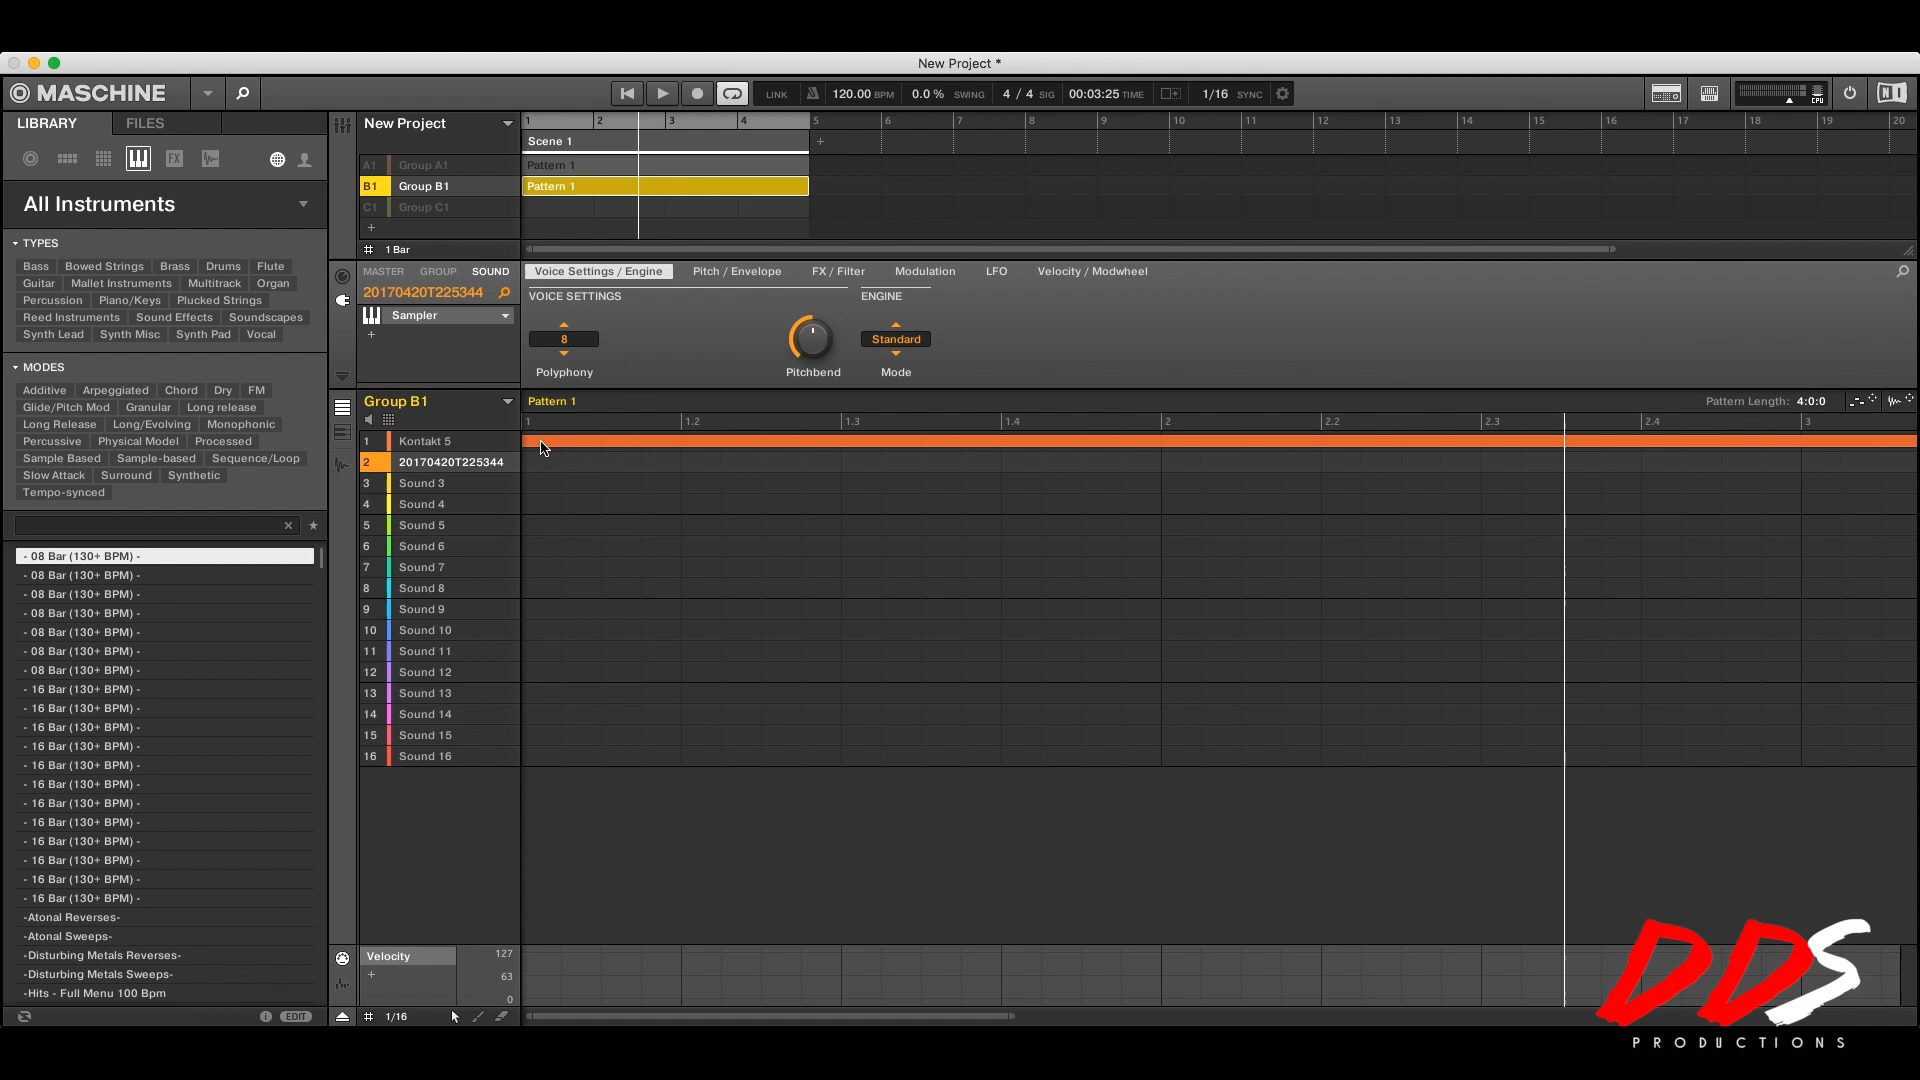 New Project *
MASCHINE
LINK 120.00 BPM 0.0 % SWING 4 / 4 SIG 00:03:25 TIME 1/16 SYNC
CPU
NI
LIBRARY FILES
All Instruments
TYPES
Bass Bowed Strings Brass Drums Flute
Guitar Mallet Instruments Multitrack Organ
Percussion Piano/Keys Plucked Strings
Reed Instruments Sound Effects Soundscapes
Synth Lead Synth Misc Synth Pad Vocal
MODES
Additive Arpeggiated Chord Dry FM
Glide/Pitch Mod Granular Long release
Long Release Long/Evolving Monophonic
Percussive Physical Model Processed
Sample Based Sample-based Sequence/Loop
Slow Attack Surround Synthetic
Tempo-synced
- 08 Bar (130+ BPM) -
- 08 Bar (130+ BPM) -
- 08 Bar (130+ BPM) -
- 08 Bar (130+ BPM) -
- 08 Bar (130+ BPM) -
- 08 Bar (130+ BPM) -
- 08 Bar (130+ BPM) -
- 16 Bar (130+ BPM) -
- 16 Bar (130+ BPM) -
- 16 Bar (130+ BPM) -
- 16 Bar (130+ BPM) -
- 16 Bar (130+ BPM) -
- 16 Bar (130+ BPM) -
- 16 Bar (130+ BPM) -
- 16 Bar (130+ BPM) -
- 16 Bar (130+ BPM) -
- 16 Bar (130+ BPM) -
- 16 Bar (130+ BPM) -
- 16 Bar (130+ BPM) -
-Atonal Reverses-
-Atonal Sweeps-
-Disturbing Metals Reverses-
-Disturbing Metals Sweeps-
-Hits - Full Menu 100 Bpm
EDIT
New Project
1 2 3 4 5 6 7 8 9 10 11 12 13 14 15 16 17 18 19 20
Scene 1 +
A1 Group A1 Pattern 1
B1 Group B1 Pattern 1
C1 Group C1
+
1 Bar
MASTER GROUP SOUND
20170420T225344
Sampler
+
Voice Settings / Engine Pitch / Envelope FX / Filter Modulation LFO Velocity / Modwheel
VOICE SETTINGS ENGINE
8 Standard
Polyphony Pitchbend Mode
Group B1
Pattern 1 Pattern Length: 4:0:0
1 1.2 1.3 1.4 2 2.2 2.3 2.4 3
1 Kontakt 5
2 20170420T225344
3 Sound 3
4 Sound 4
5 Sound 5
6 Sound 6
7 Sound 7
8 Sound 8
9 Sound 9
10 Sound 10
11 Sound 11
12 Sound 12
13 Sound 13
14 Sound 14
15 Sound 15
16 Sound 16
Velocity 127
+ 63
0
1/16
DDS
PRODUCTIONS